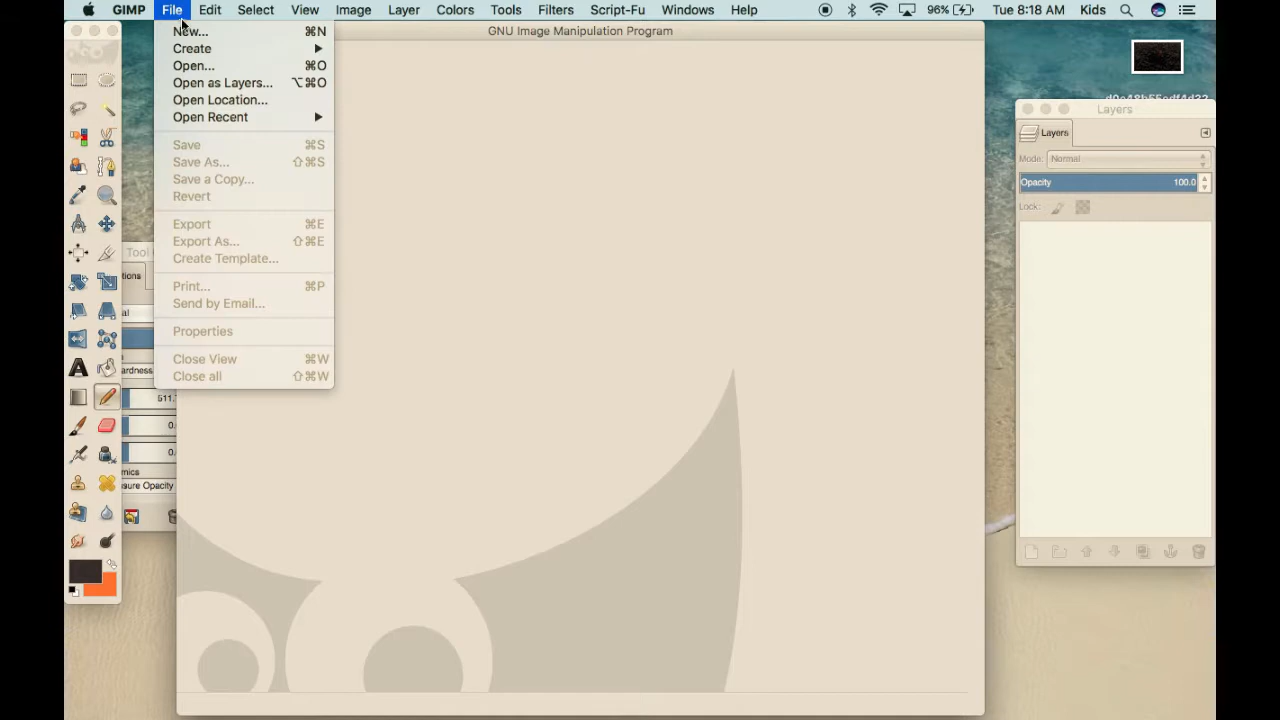 GIMP File Edit Select View Image Layer Colors Tools Filters Script-Fu Windows Help 96% Tue 8:18 AM Kids
GNU Image Manipulation Program
New... ⌘N
Create
Open... ⌘O
Open as Layers... ⌥⌘O
Open Location...
Open Recent
Save ⌘S
Save As... ⇧⌘S
Save a Copy...
Revert
Export ⌘E
Export As... ⇧⌘E
Create Template...
Print... ⌘P
Send by Email...
Properties
Close View ⌘W
Close all ⇧⌘W
Tool
Layers
Layers
Mode: Normal
Opacity 100.0
Lock: